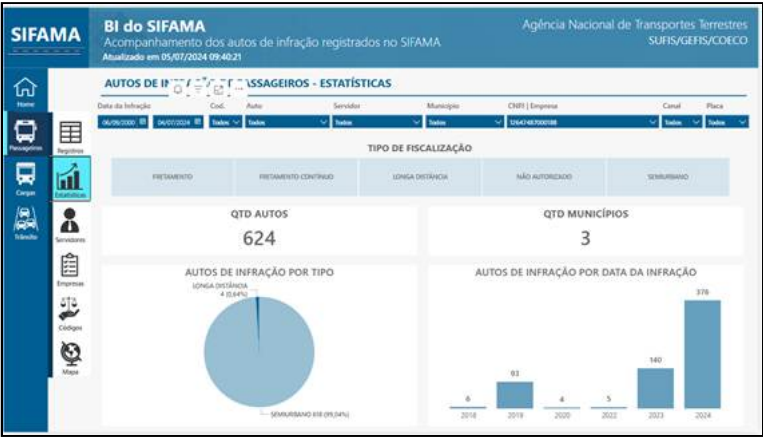 SIFAMA
BI do SIFAMA
Acompanhamento dos autos de infração registrados no SIFAMA
Atualizado em 05/07/2024 09:40:21
Agência Nacional de Transportes Terrestres
SUFIS/GEFIS/COECO
Home
Passageiros
Cargas
Trânsito
Registros
Estatísticas
Servidores
Empresas
Códigos
Mapa
AUTOS DE ASSAGEIROS - ESTATÍSTICAS
Data da Infração Cod. Auto Servidor Município CNPJ | Empresa Canal Placa
04/07/2024 Todos Todos Todos Todos 12647487000188 Todos Todos
TIPO DE FISCALIZAÇÃO
FRETAMENTO FRETAMENTO CONTÍNUO LONGA DISTÂNCIA NÃO AUTORIZADO SEMIURBANO
QTD AUTOS
624
QTD MUNICÍPIOS
3
AUTOS DE INFRAÇÃO POR TIPO
LONGA DISTÂNCIA
4 (0,64%)
SEMIURBANO 618 (99,04%)
AUTOS DE INFRAÇÃO POR DATA DA INFRAÇÃO
6 93 4 5 140 376
2018 2019 2020 2022 2023 2024